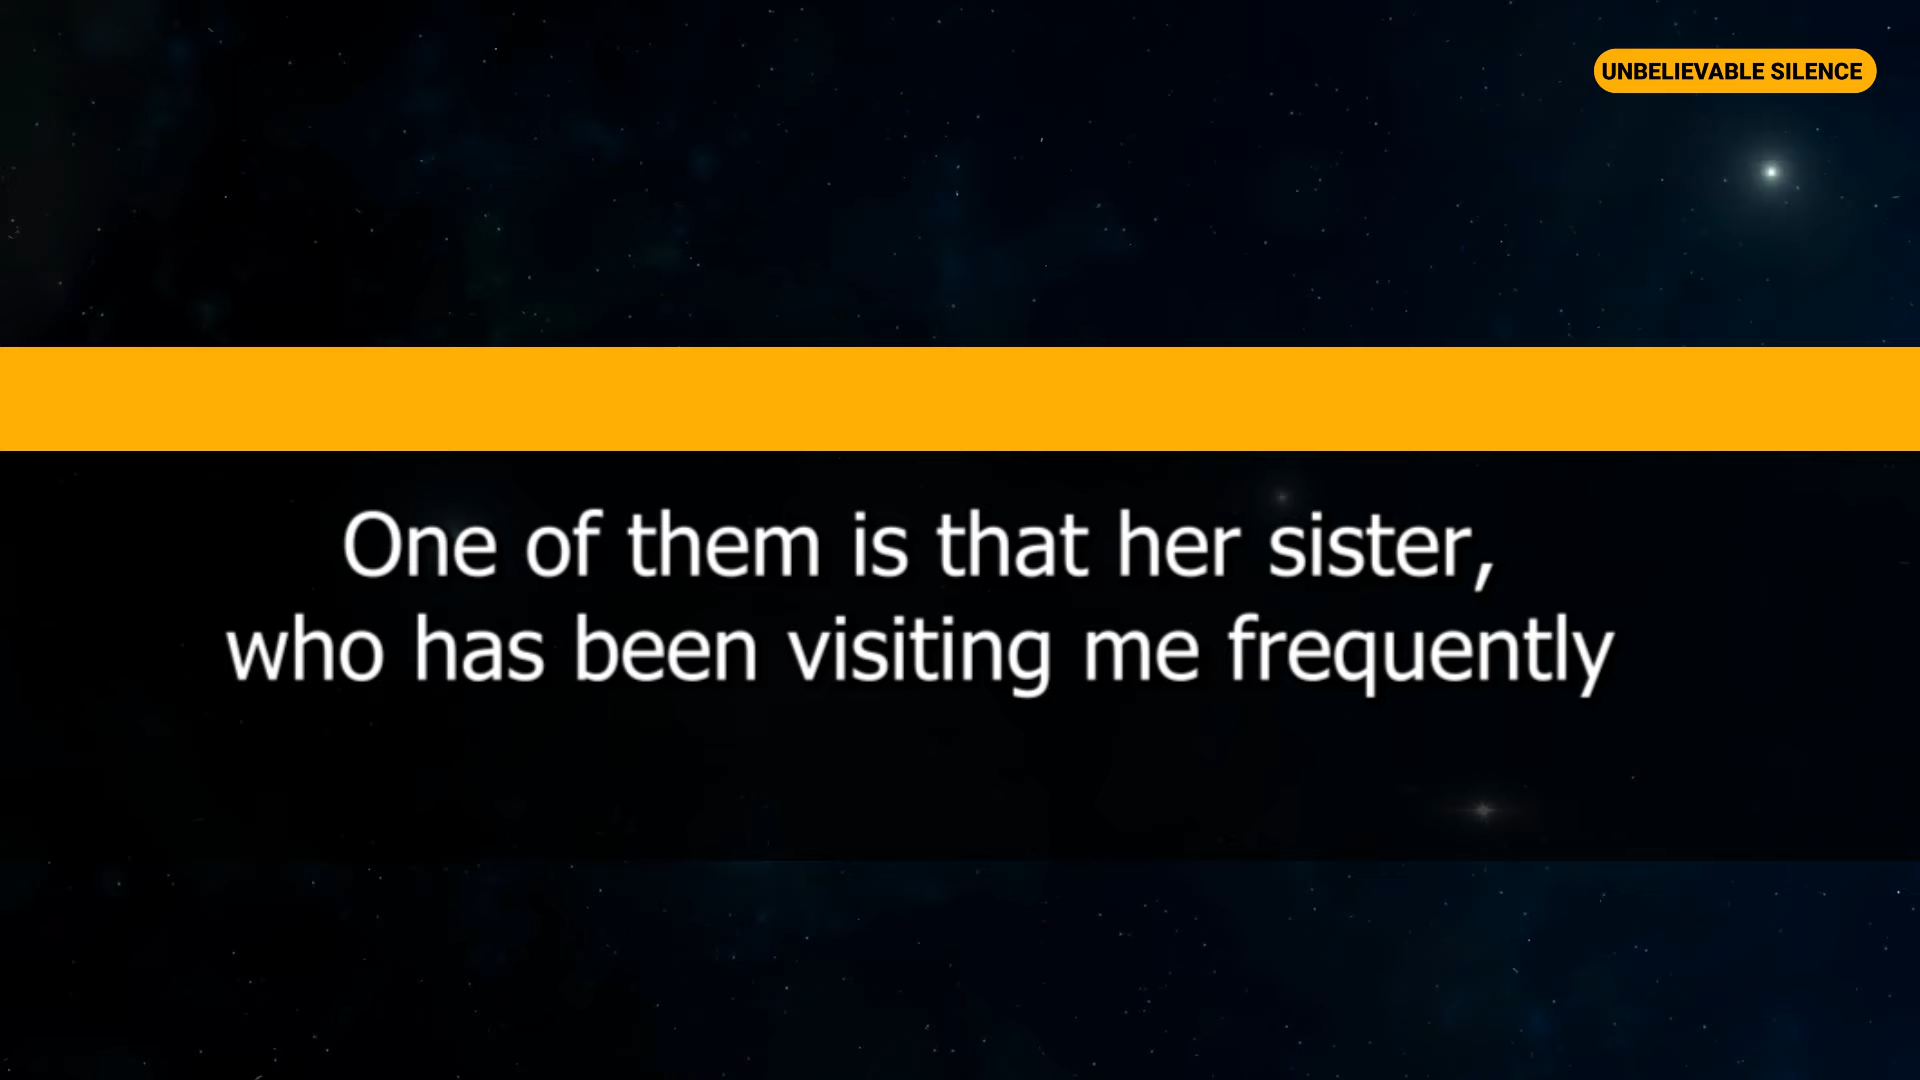 UNBELIEVABLE SILENCE
One of them is that her sister,
who has been visiting me frequently